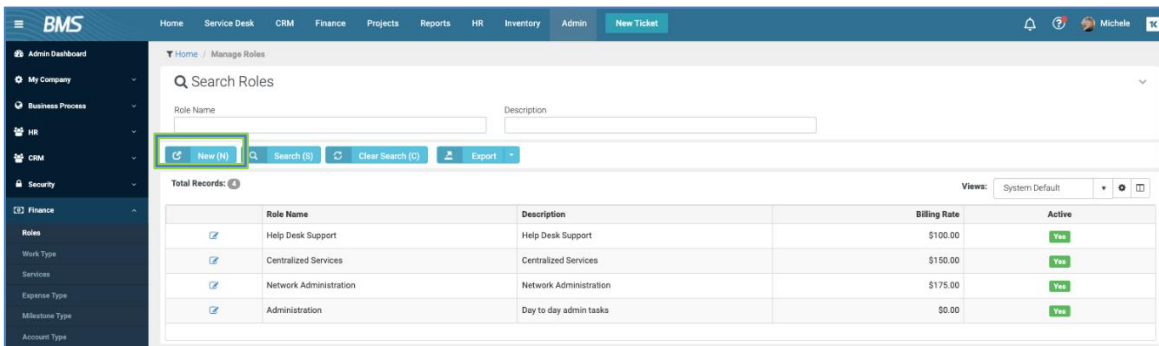 BMS
Home Service Desk CRM Finance Projects Reports HR Inventory Admin New Ticket Michele
Admin Dashboard
My Company
Business Process
HR
CRM
Security
Finance
Roles
Work Type
Services
Expense Type
Milestone Type
Account Type
Home / Manage Roles
Search Roles
Role Name Description
New (N) Search (S) Clear Search (C) Export
Total Records: 4 Views: System Default
Role Name Description Billing Rate Active
Help Desk Support Help Desk Support $100.00 Yes
Centralized Services Centralized Services $150.00 Yes
Network Administration Network Administration $175.00 Yes
Administration Day to day admin tasks $0.00 Yes